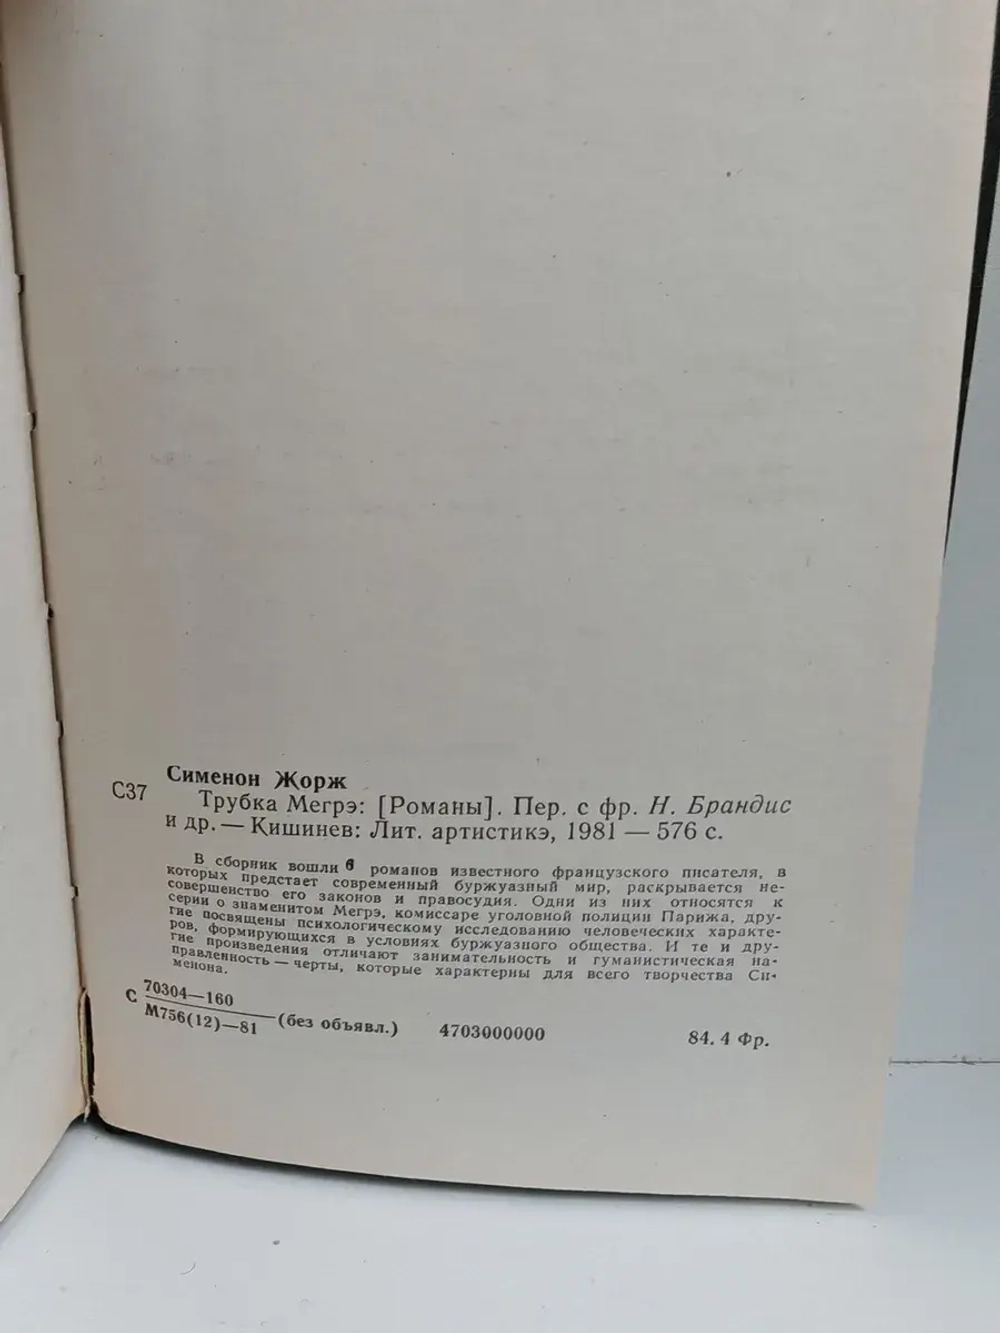 Сименон Жорж
С37
Трубка Мегрэ: [Романы]. Пер. с фр. Н. Брандис
и др. — Кишинев: Лит. артистикэ, 1981 — 576 с.
В сборник вошли 6 романов известного французского писателя, в
которых предстает современный буржуазный мир, раскрывается не-
совершенство его законов и правосудия. Одни из них относятся к
серии о знаменитом Мегрэ, комиссаре уголовной полиции Парижа, дру-
гие посвящены психологическому исследованию человеческих характе-
ров, формирующихся в условиях буржуазного общества. И те и дру-
гие произведения отличают занимательность и гуманистическая на-
правленность — черты, которые характерны для всего творчества Си-
менона.
С 70304—160
М756(12)—81 (без объявл.) 4703000000 84. 4 Фр.